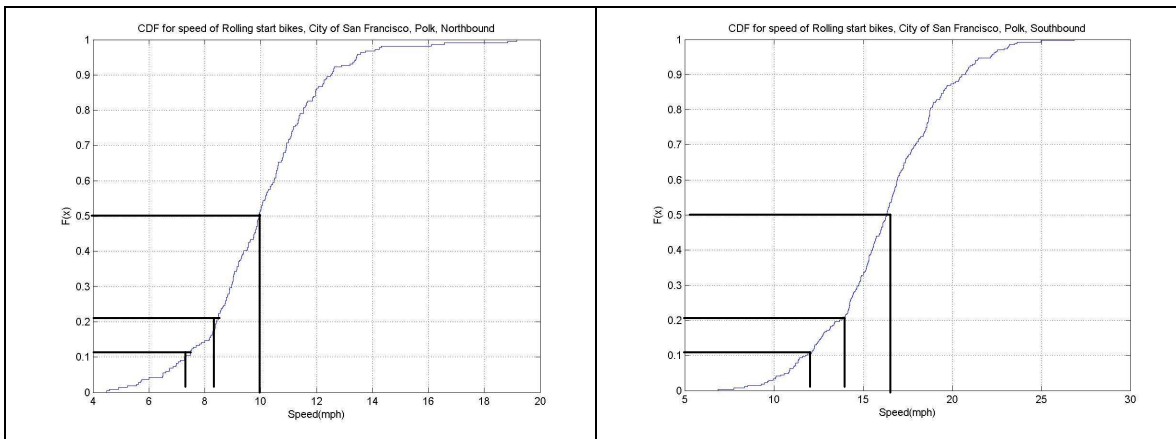 CDF for speed of Rolling start bikes, City of San Francisco, Polk, Northbound
1
0.9
0.8
0.7
0.6
0.5
0.4
0.3
0.2
0.1
0
F(x)
4 6 8 10 12 14 16 18 20
Speed(mph)
CDF for speed of Rolling start bikes, City of San Francisco, Polk, Southbound
1
0.9
0.8
0.7
0.6
0.5
0.4
0.3
0.2
0.1
0
F(x)
5 10 15 20 25 30
Speed(mph)